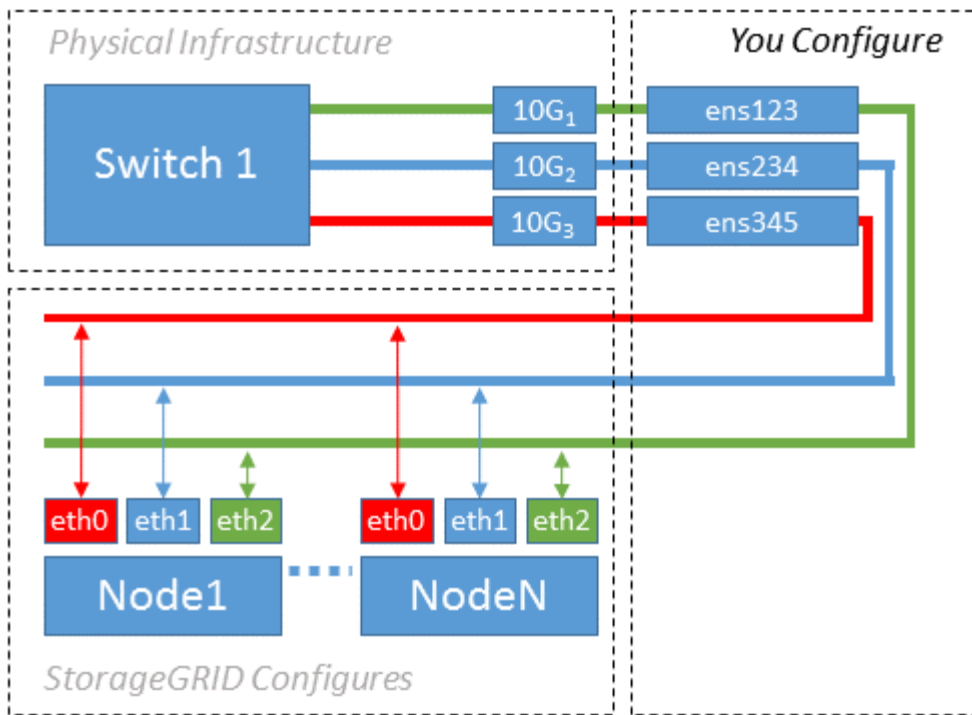 Physical Infrastructure
You Configure
Switch 1
10G₁
ens123
10G₂
ens234
10G₃
ens345
eth0
eth1
eth2
eth0
eth1
eth2
Node1
NodeN
StorageGRID Configures